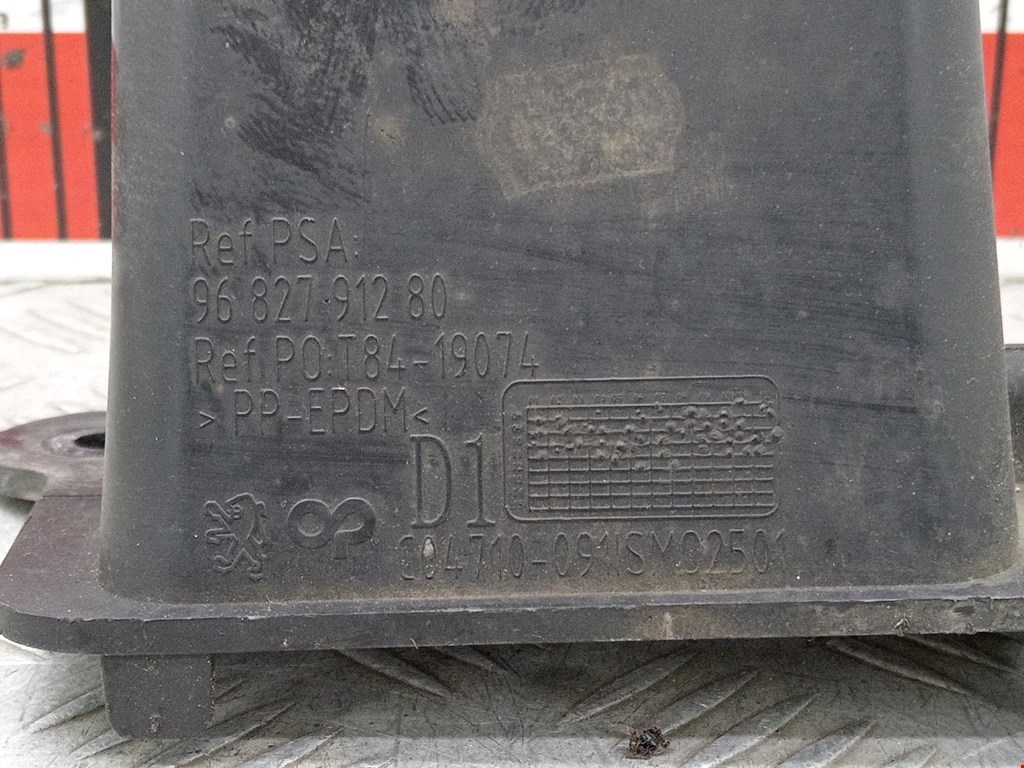 Ref PSA:
96 827 912 80
Ref PO:T84-19074
> PP-EPDM <
D1